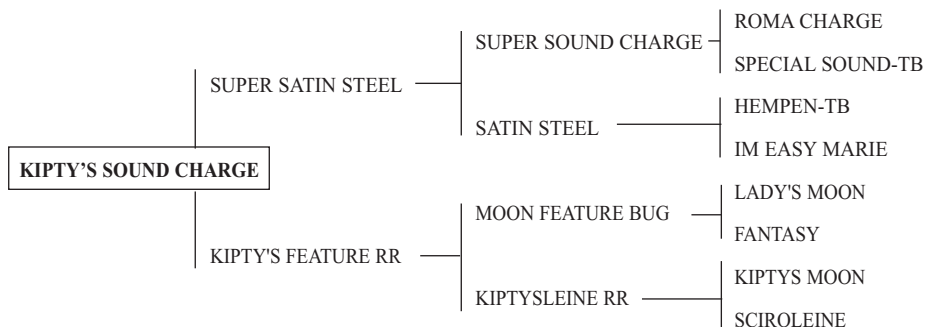 ROMA CHARGE
SUPER SOUND CHARGE
SPECIAL SOUND-TB
SUPER SATIN STEEL
HEMPEN-TB
SATIN STEEL
IM EASY MARIE
KIPTY’S SOUND CHARGE
LADY'S MOON
MOON FEATURE BUG
FANTASY
KIPTY'S FEATURE RR
KIPTYS MOON
KIPTYSLEINE RR
SCIROLEINE